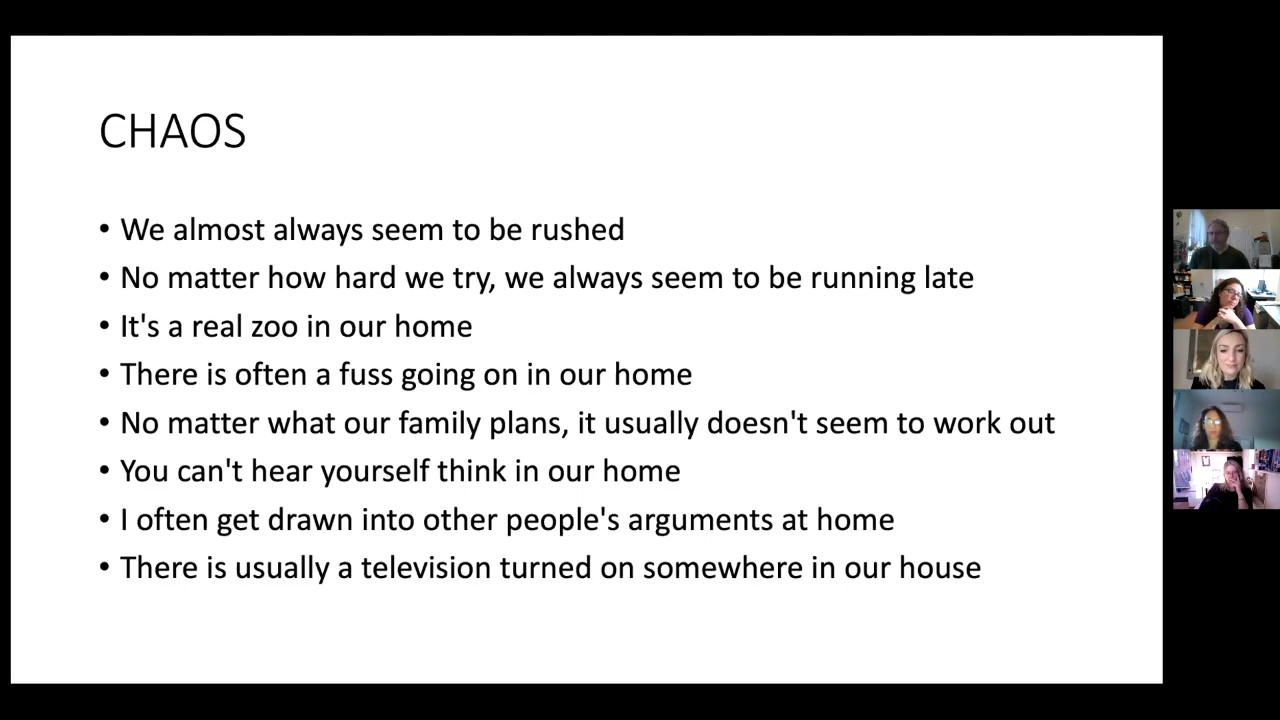 CHAOS
• We almost always seem to be rushed
• No matter how hard we try, we always seem to be running late
• It's a real zoo in our home
• There is often a fuss going on in our home
• No matter what our family plans, it usually doesn't seem to work out
• You can't hear yourself think in our home
• I often get drawn into other people's arguments at home
• There is usually a television turned on somewhere in our house